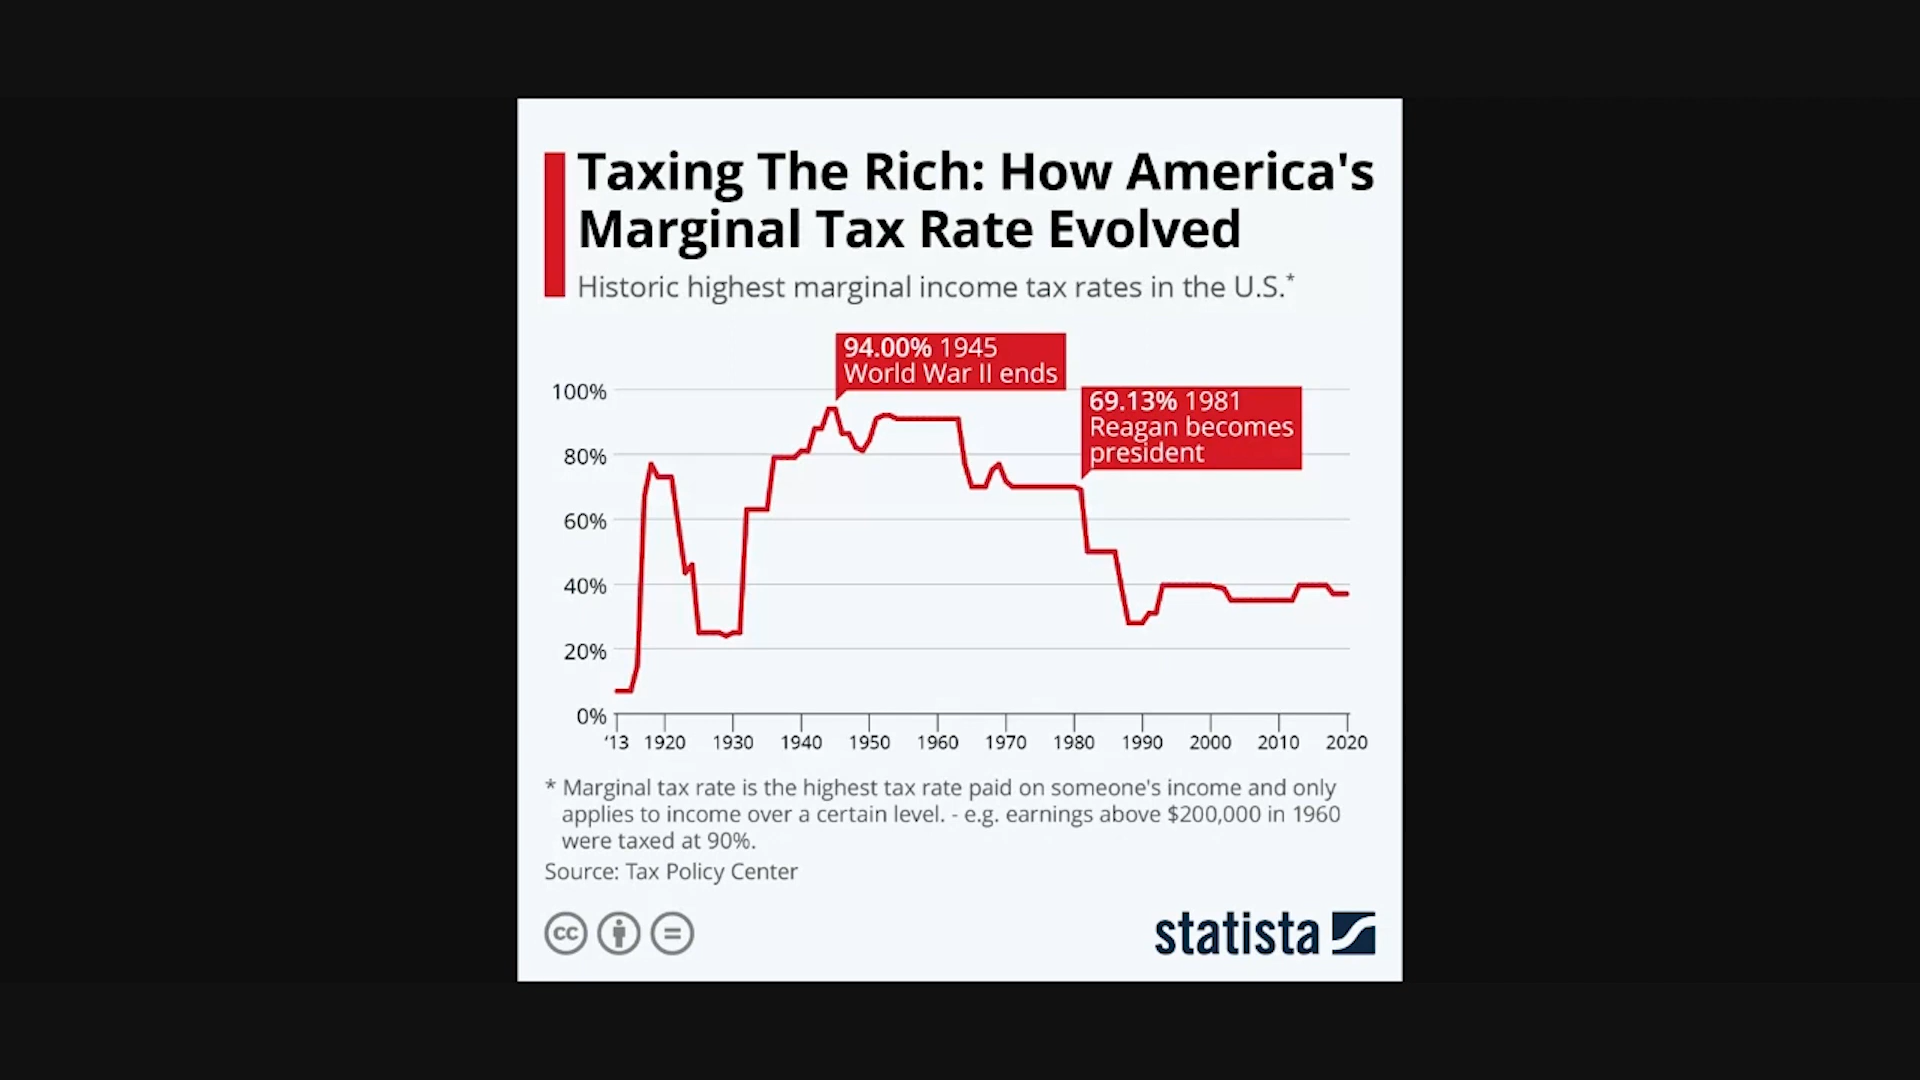 Taxing The Rich: How America's
Marginal Tax Rate Evolved
Historic highest marginal income tax rates in the U.S.*
94.00% 1945
World War II ends
69.13% 1981
Reagan becomes
president
100%
80%
60%
40%
20%
0%
‘13 1920 1930 1940 1950 1960 1970 1980 1990 2000 2010 2020
* Marginal tax rate is the highest tax rate paid on someone's income and only
applies to income over a certain level. - e.g. earnings above $200,000 in 1960
were taxed at 90%.
Source: Tax Policy Center
cc
statista